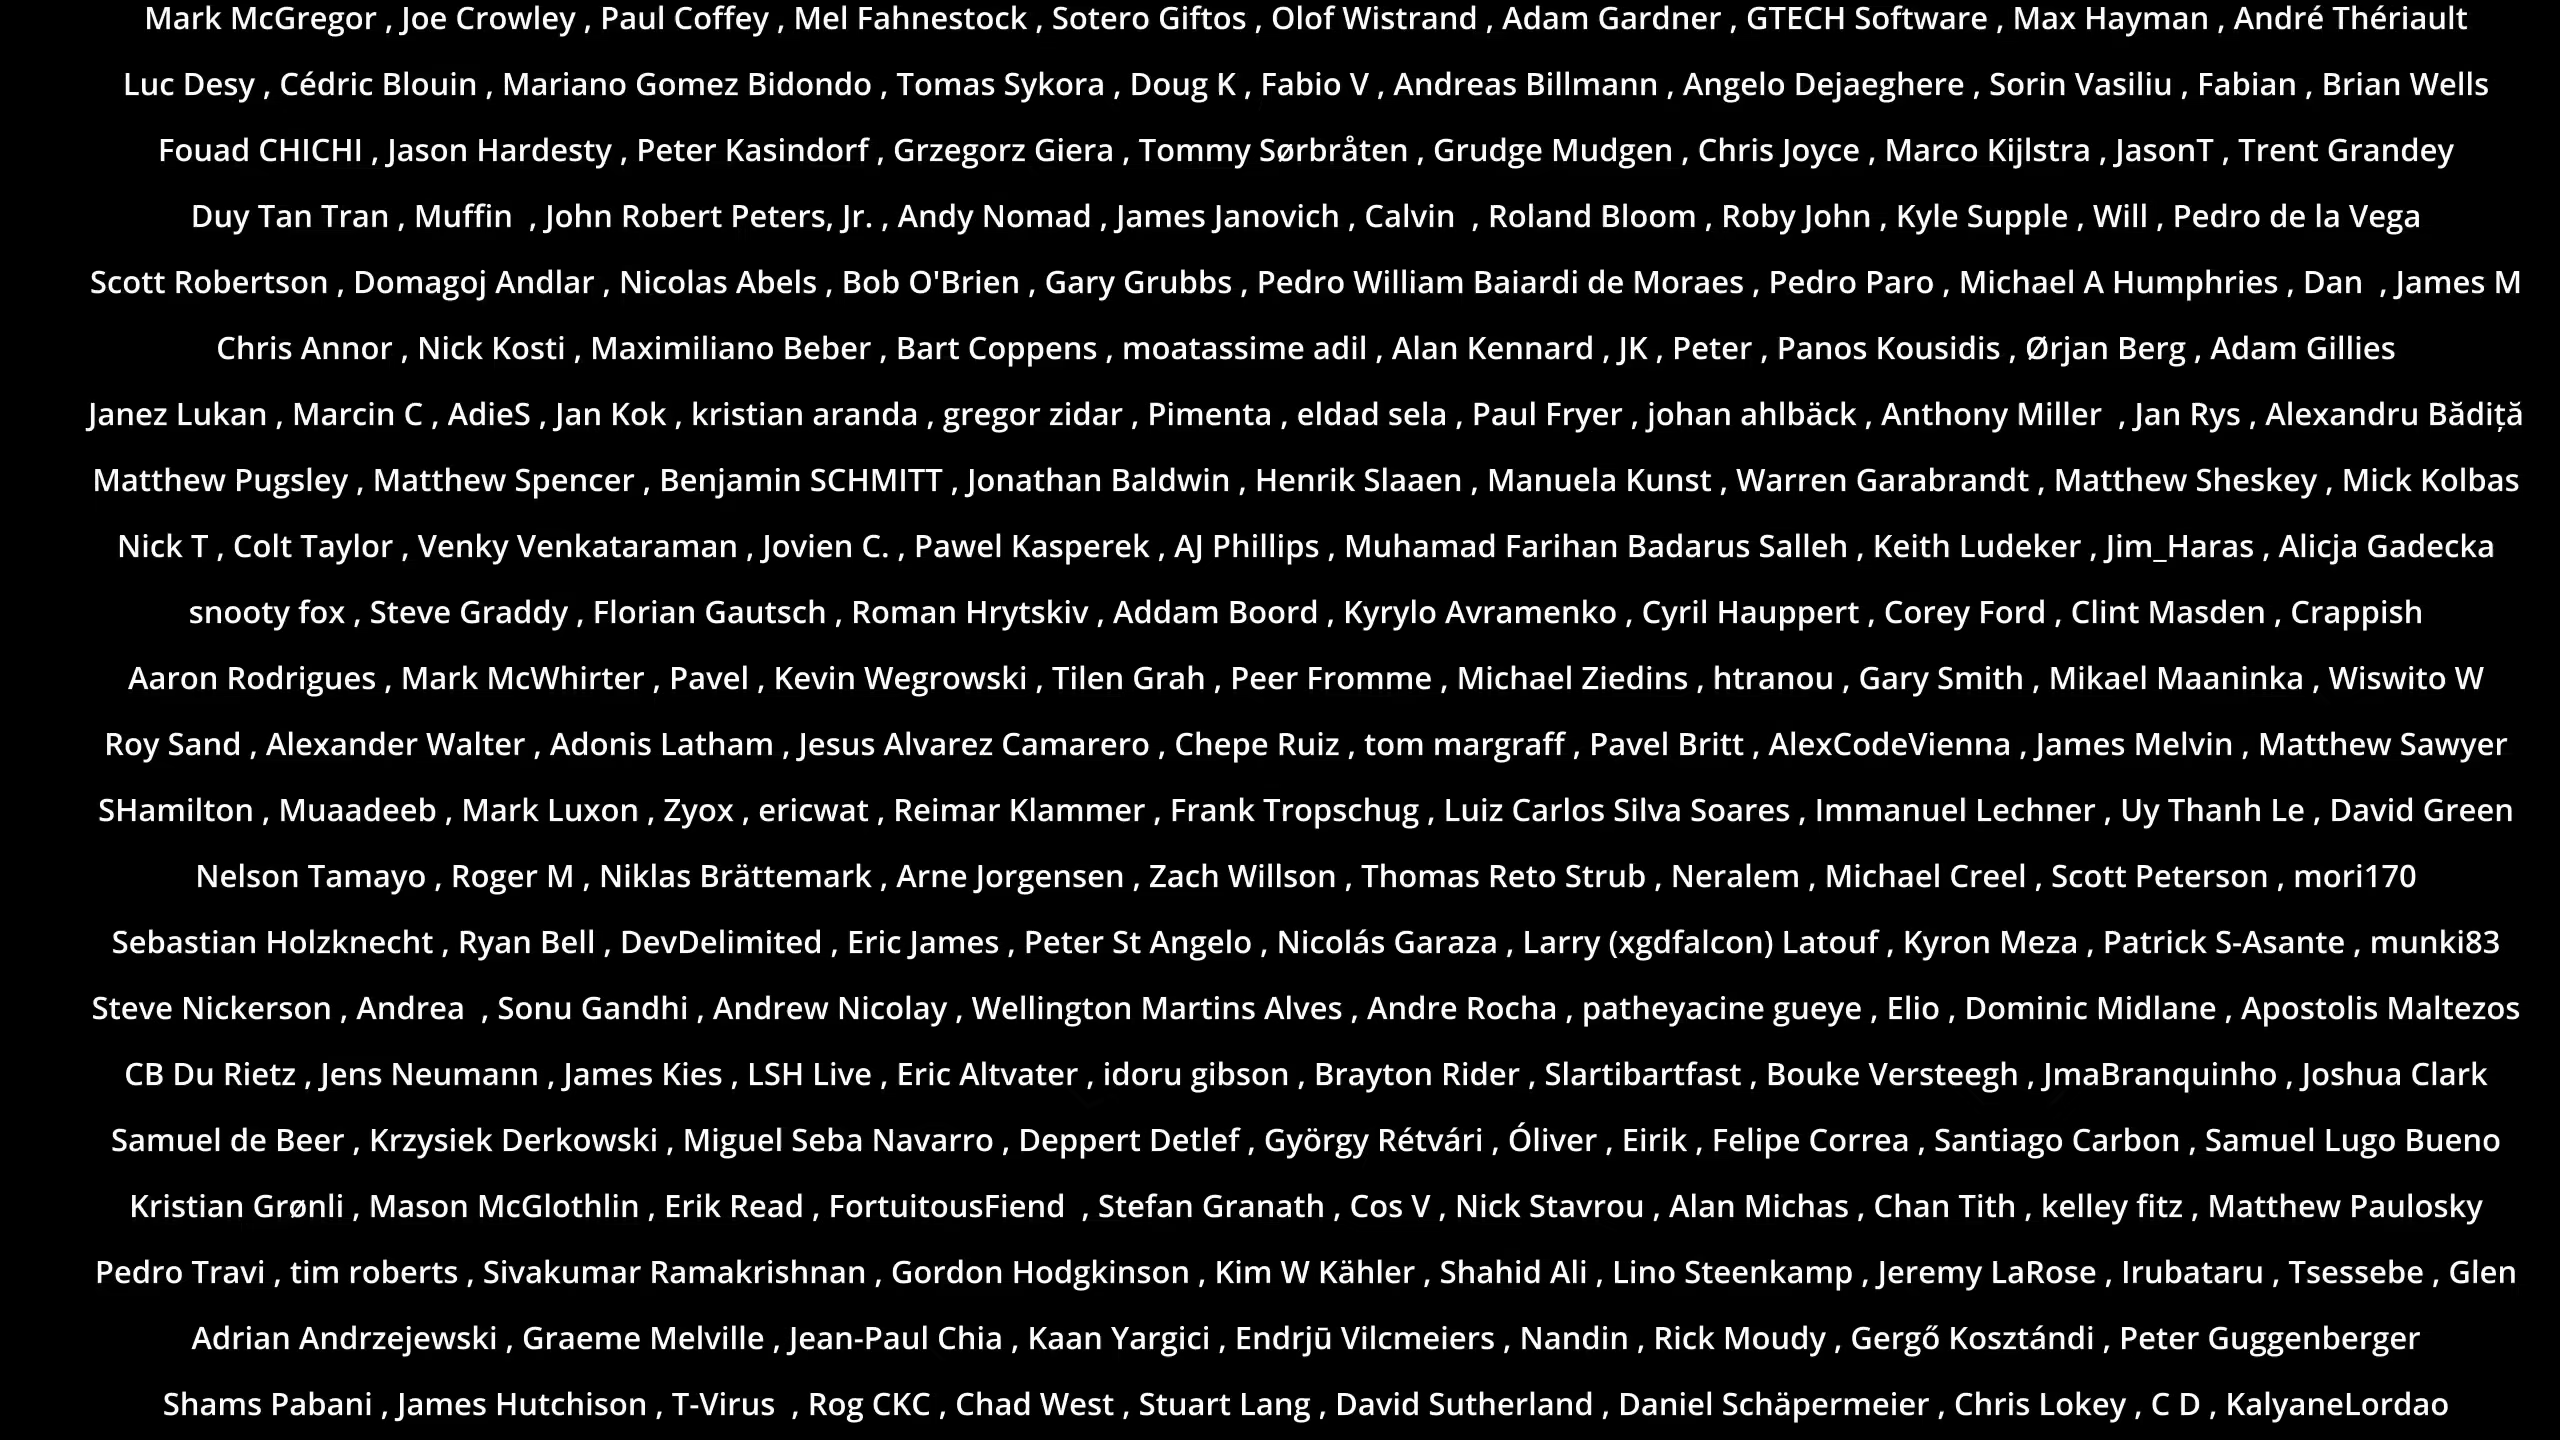 Mark McGregor , Joe Crowley , Paul Coffey , Mel Fahnestock , Sotero Giftos , Olof Wistrand , Adam Gardner , GTECH Software , Max Hayman , André Thériault
Luc Desy , Cédric Blouin , Mariano Gomez Bidondo , Tomas Sykora , Doug K , Fabio V , Andreas Billmann , Angelo Dejaeghere , Sorin Vasiliu , Fabian , Brian Wells
Fouad CHICHI , Jason Hardesty , Peter Kasindorf , Grzegorz Giera , Tommy Sørbråten , Grudge Mudgen , Chris Joyce , Marco Kijlstra , JasonT , Trent Grandey
Duy Tan Tran , Muffin  , John Robert Peters, Jr. , Andy Nomad , James Janovich , Calvin  , Roland Bloom , Roby John , Kyle Supple , Will , Pedro de la Vega
Scott Robertson , Domagoj Andlar , Nicolas Abels , Bob O'Brien , Gary Grubbs , Pedro William Baiardi de Moraes , Pedro Paro , Michael A Humphries , Dan  , James M
Chris Annor , Nick Kosti , Maximiliano Beber , Bart Coppens , moatassime adil , Alan Kennard , JK , Peter , Panos Kousidis , Ørjan Berg , Adam Gillies
Janez Lukan , Marcin C , AdieS , Jan Kok , kristian aranda , gregor zidar , Pimenta , eldad sela , Paul Fryer , johan ahlbäck , Anthony Miller  , Jan Rys , Alexandru Bădiță
Matthew Pugsley , Matthew Spencer , Benjamin SCHMITT , Jonathan Baldwin , Henrik Slaaen , Manuela Kunst , Warren Garabrandt , Matthew Sheskey , Mick Kolbas
Nick T , Colt Taylor , Venky Venkataraman , Jovien C. , Pawel Kasperek , AJ Phillips , Muhamad Farihan Badarus Salleh , Keith Ludeker , Jim_Haras , Alicja Gadecka
snooty fox , Steve Graddy , Florian Gautsch , Roman Hrytskiv , Addam Boord , Kyrylo Avramenko , Cyril Hauppert , Corey Ford , Clint Masden , Crappish
Aaron Rodrigues , Mark McWhirter , Pavel , Kevin Wegrowski , Tilen Grah , Peer Fromme , Michael Ziedins , htranou , Gary Smith , Mikael Maaninka , Wiswito W
Roy Sand , Alexander Walter , Adonis Latham , Jesus Alvarez Camarero , Chepe Ruiz , tom margraff , Pavel Britt , AlexCodeVienna , James Melvin , Matthew Sawyer
SHamilton , Muaadeeb , Mark Luxon , Zyox , ericwat , Reimar Klammer , Frank Tropschug , Luiz Carlos Silva Soares , Immanuel Lechner , Uy Thanh Le , David Green
Nelson Tamayo , Roger M , Niklas Brättemark , Arne Jorgensen , Zach Willson , Thomas Reto Strub , Neralem , Michael Creel , Scott Peterson , mori170
Sebastian Holzknecht , Ryan Bell , DevDelimited , Eric James , Peter St Angelo , Nicolás Garaza , Larry (xgdfalcon) Latouf , Kyron Meza , Patrick S-Asante , munki83
Steve Nickerson , Andrea  , Sonu Gandhi , Andrew Nicolay , Wellington Martins Alves , Andre Rocha , patheyacine gueye , Elio , Dominic Midlane , Apostolis Maltezos
CB Du Rietz , Jens Neumann , James Kies , LSH Live , Eric Altvater , idoru gibson , Brayton Rider , Slartibartfast , Bouke Versteegh , JmaBranquinho , Joshua Clark
Samuel de Beer , Krzysiek Derkowski , Miguel Seba Navarro , Deppert Detlef , György Rétvári , Óliver , Eirik , Felipe Correa , Santiago Carbon , Samuel Lugo Bueno
Kristian Grønli , Mason McGlothlin , Erik Read , FortuitousFiend  , Stefan Granath , Cos V , Nick Stavrou , Alan Michas , Chan Tith , kelley fitz , Matthew Paulosky
Pedro Travi , tim roberts , Sivakumar Ramakrishnan , Gordon Hodgkinson , Kim W Kähler , Shahid Ali , Lino Steenkamp , Jeremy LaRose , Irubataru , Tsessebe , Glen
Adrian Andrzejewski , Graeme Melville , Jean-Paul Chia , Kaan Yargici , Endrjū Vilcmeiers , Nandin , Rick Moudy , Gergő Kosztándi , Peter Guggenberger
Shams Pabani , James Hutchison , T-Virus  , Rog CKC , Chad West , Stuart Lang , David Sutherland , Daniel Schäpermeier , Chris Lokey , C D , KalyaneLordao